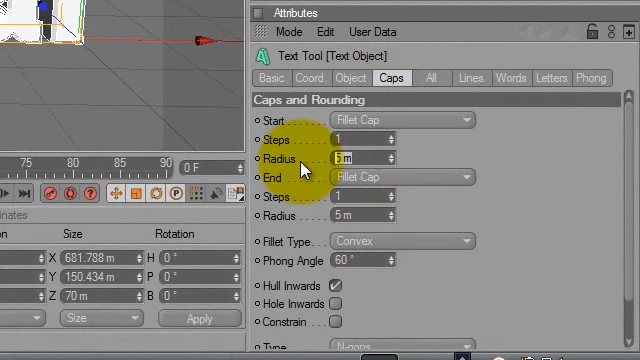 Attributes
Mode Edit User Data
Text Tool [Text Object]
Basic Coord. Object Caps All Lines Words Letters Phong
Caps and Rounding
Start Fillet Cap
Steps 1
Radius 5 m
End Fillet Cap
Steps 1
Radius 5 m
Fillet Type Convex
Phong Angle 60 °
Hull Inwards
Hole Inwards
Constrain
Type N-gons
75 80 85 90 0 F
inates
Size Rotation
X 681.788 m H 0 °
Y 150.434 m P 0 °
Z 70 m B 0 °
Size Apply